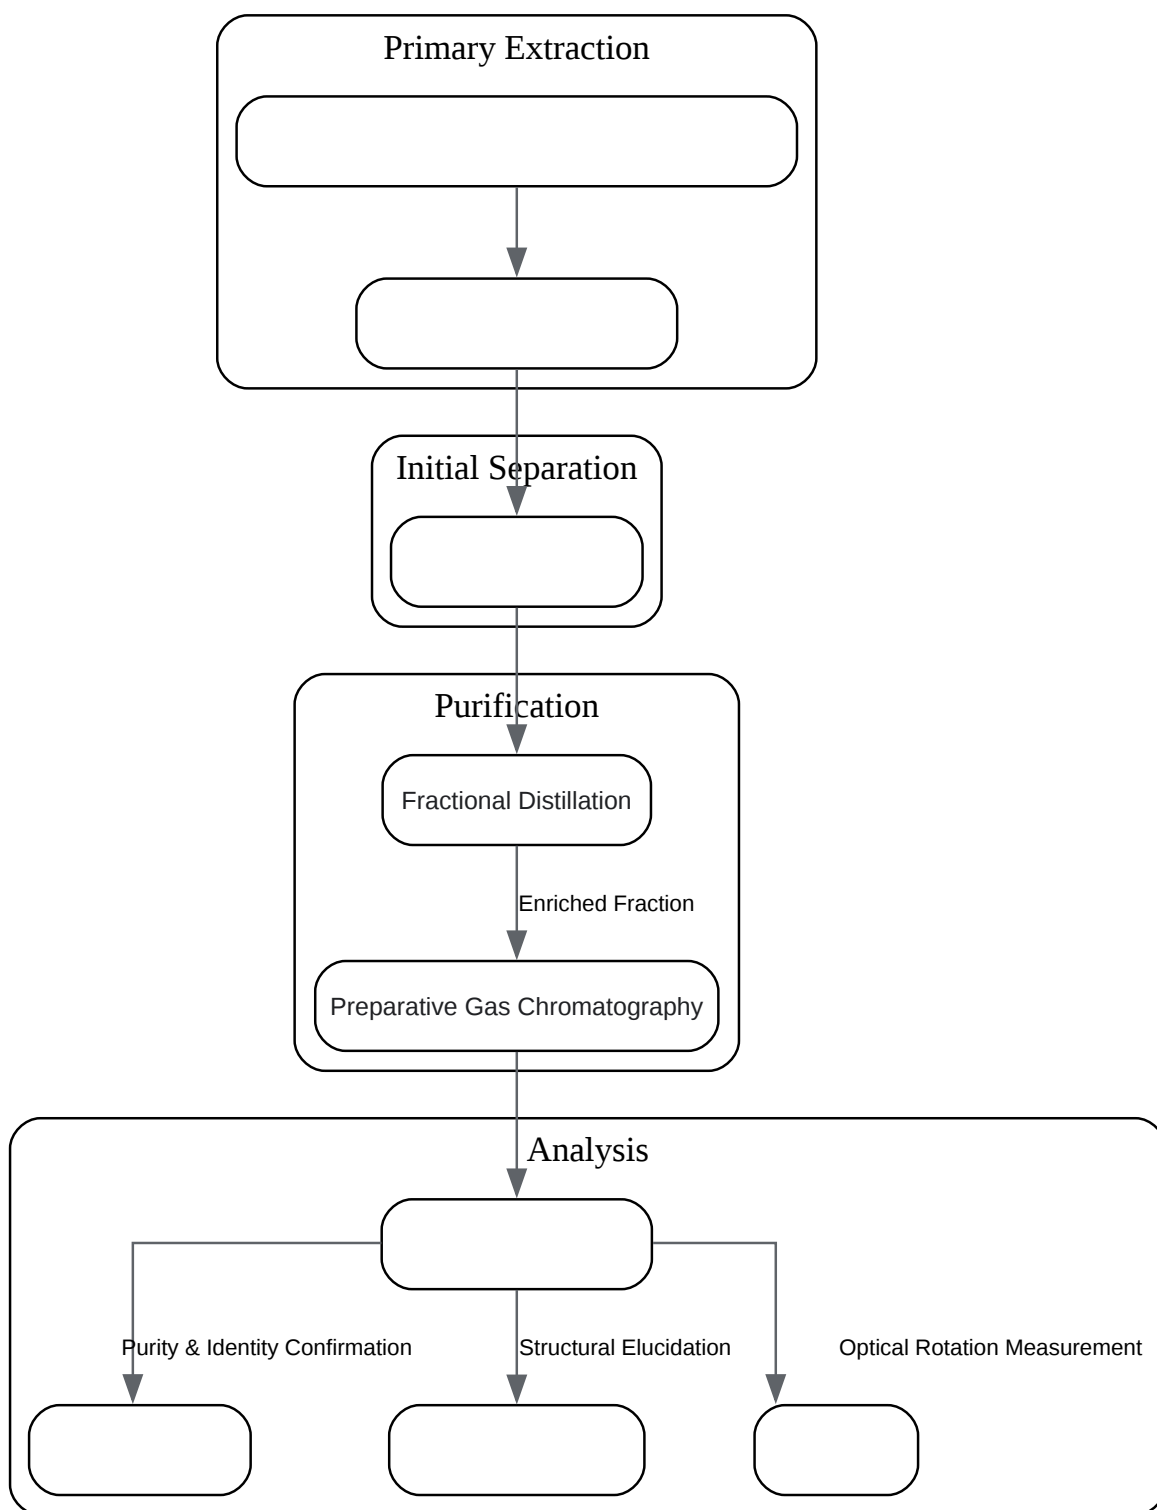 Primary Extraction
Initial Separation
Purification
Fractional Distillation
Enriched Fraction
Preparative Gas Chromatography
Analysis
Purity & Identity Confirmation
Structural Elucidation
Optical Rotation Measurement